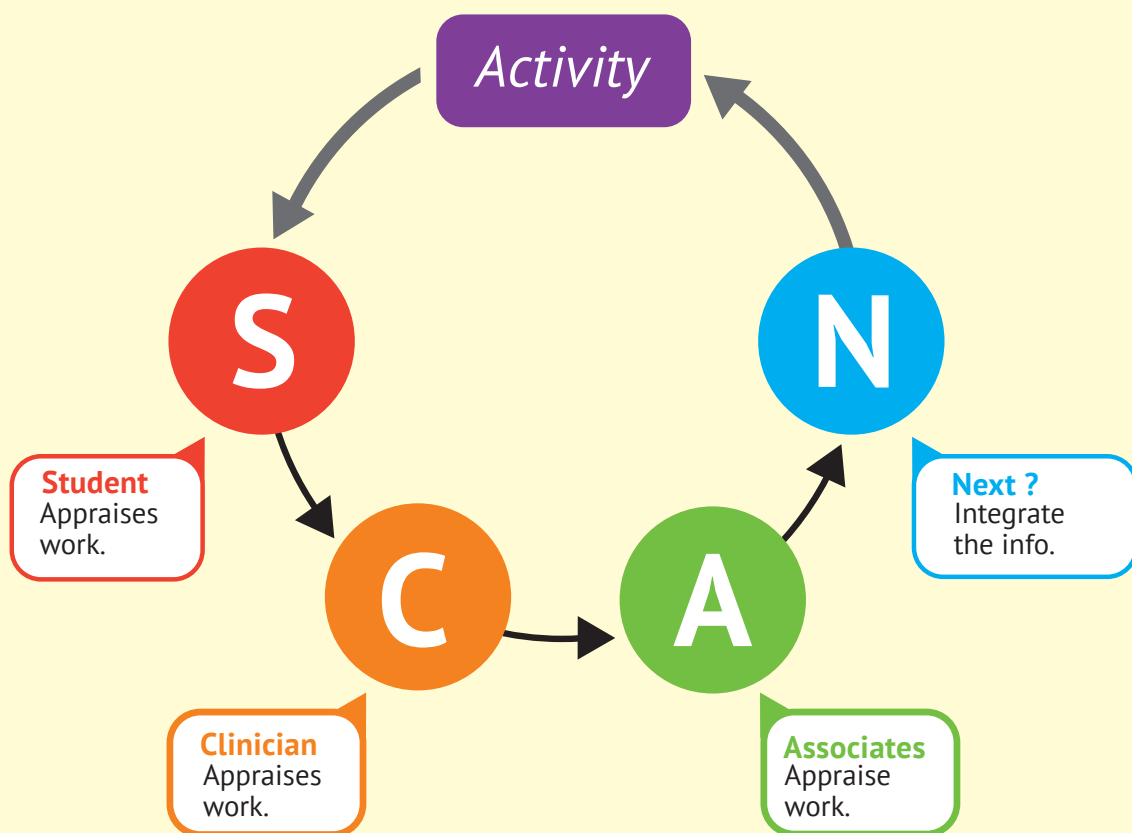 Activity
S
N
Student
Appraises
work.
Next ?
Integrate
the info.
C
A
Clinician
Appraises
work.
Associates
Appraise
work.